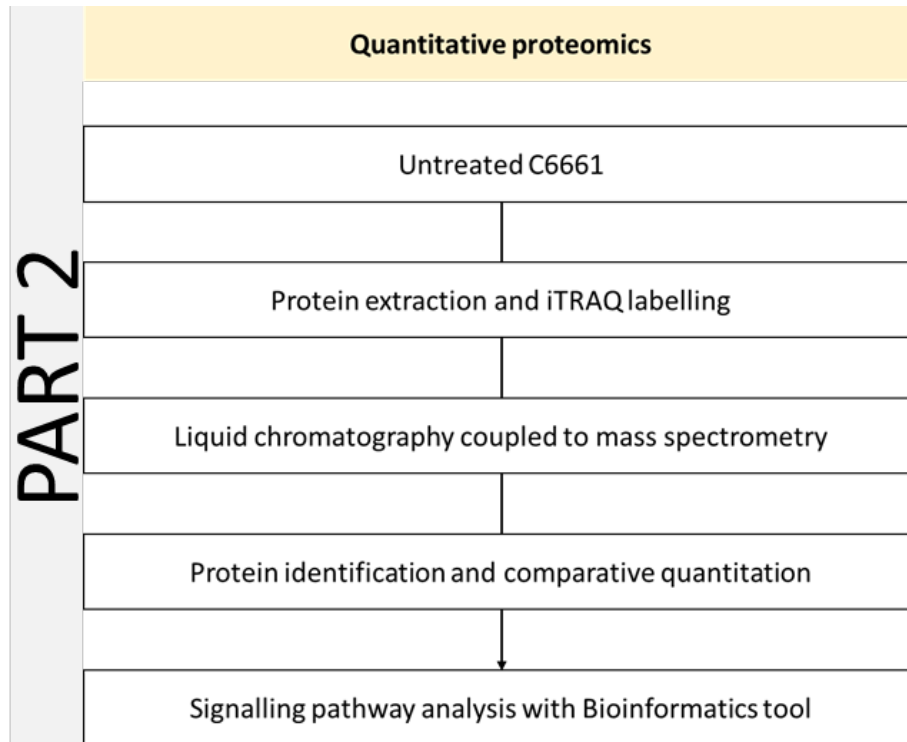 Quantitative proteomics
PART 2
Untreated C6661
Protein extraction and iTRAQ labelling
Liquid chromatography coupled to mass spectrometry
Protein identification and comparative quantitation
Signalling pathway analysis with Bioinformatics tool